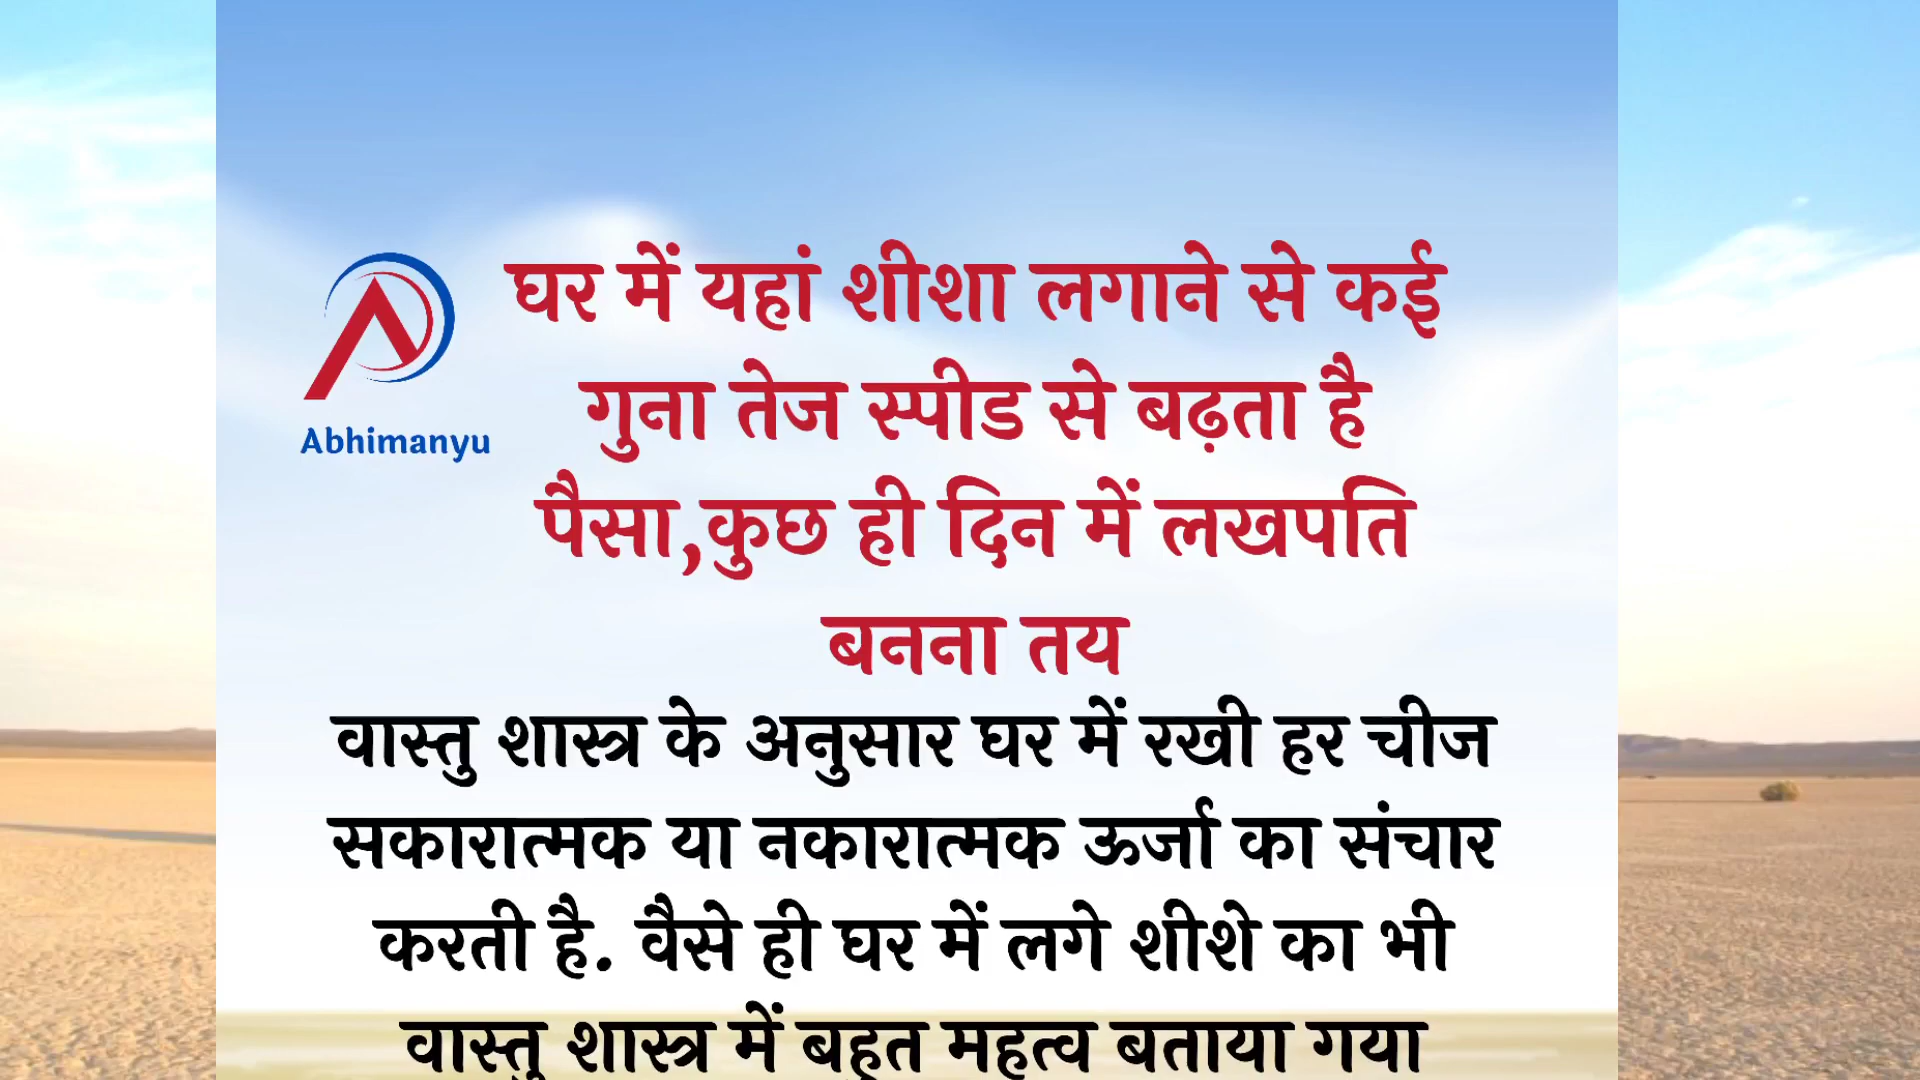 घर में यहां शीशा लगाने से कई
गुना तेज स्पीड से बढ़ता है
पैसा,कुछ ही दिन में लखपति
बनना तय
Abhimanyu
वास्तु शास्त्र के अनुसार घर में रखी हर चीज
सकारात्मक या नकारात्मक ऊर्जा का संचार
करती है. वैसे ही घर में लगे शीशे का भी
वास्तु शास्त्र में बहुत महत्व बताया गया